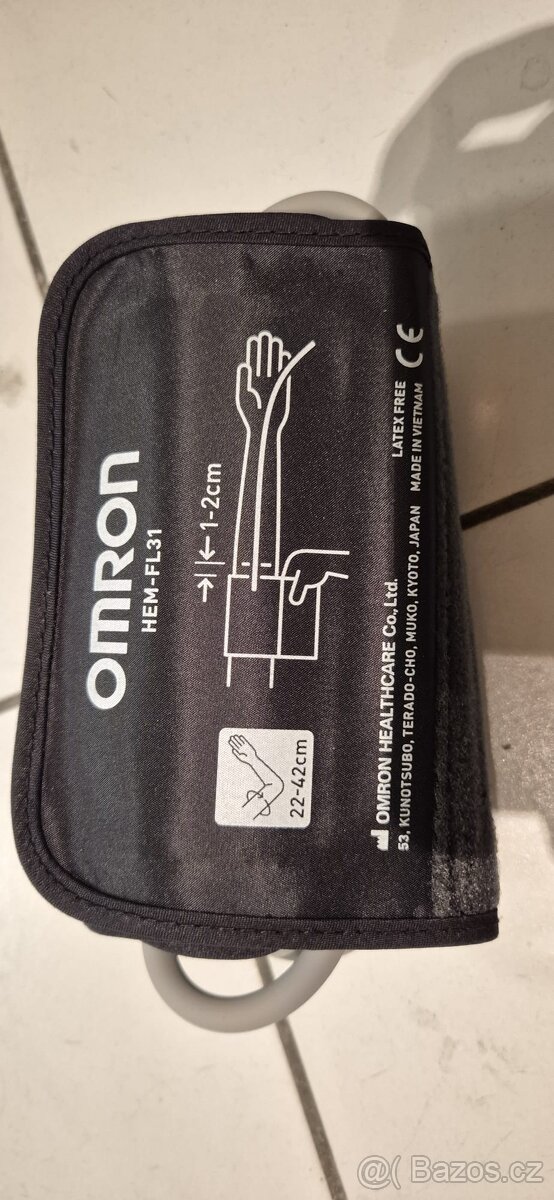 OMRON
HEM-FL31
1-2cm
22-42cm
OMRON HEALTHCARE Co., Ltd.
53, KUNOTSUBO, TERADO-CHO, MUKO, KYOTO, JAPAN
LATEX FREE
MADE IN VIETNAM
CE
@( Bazos.cz